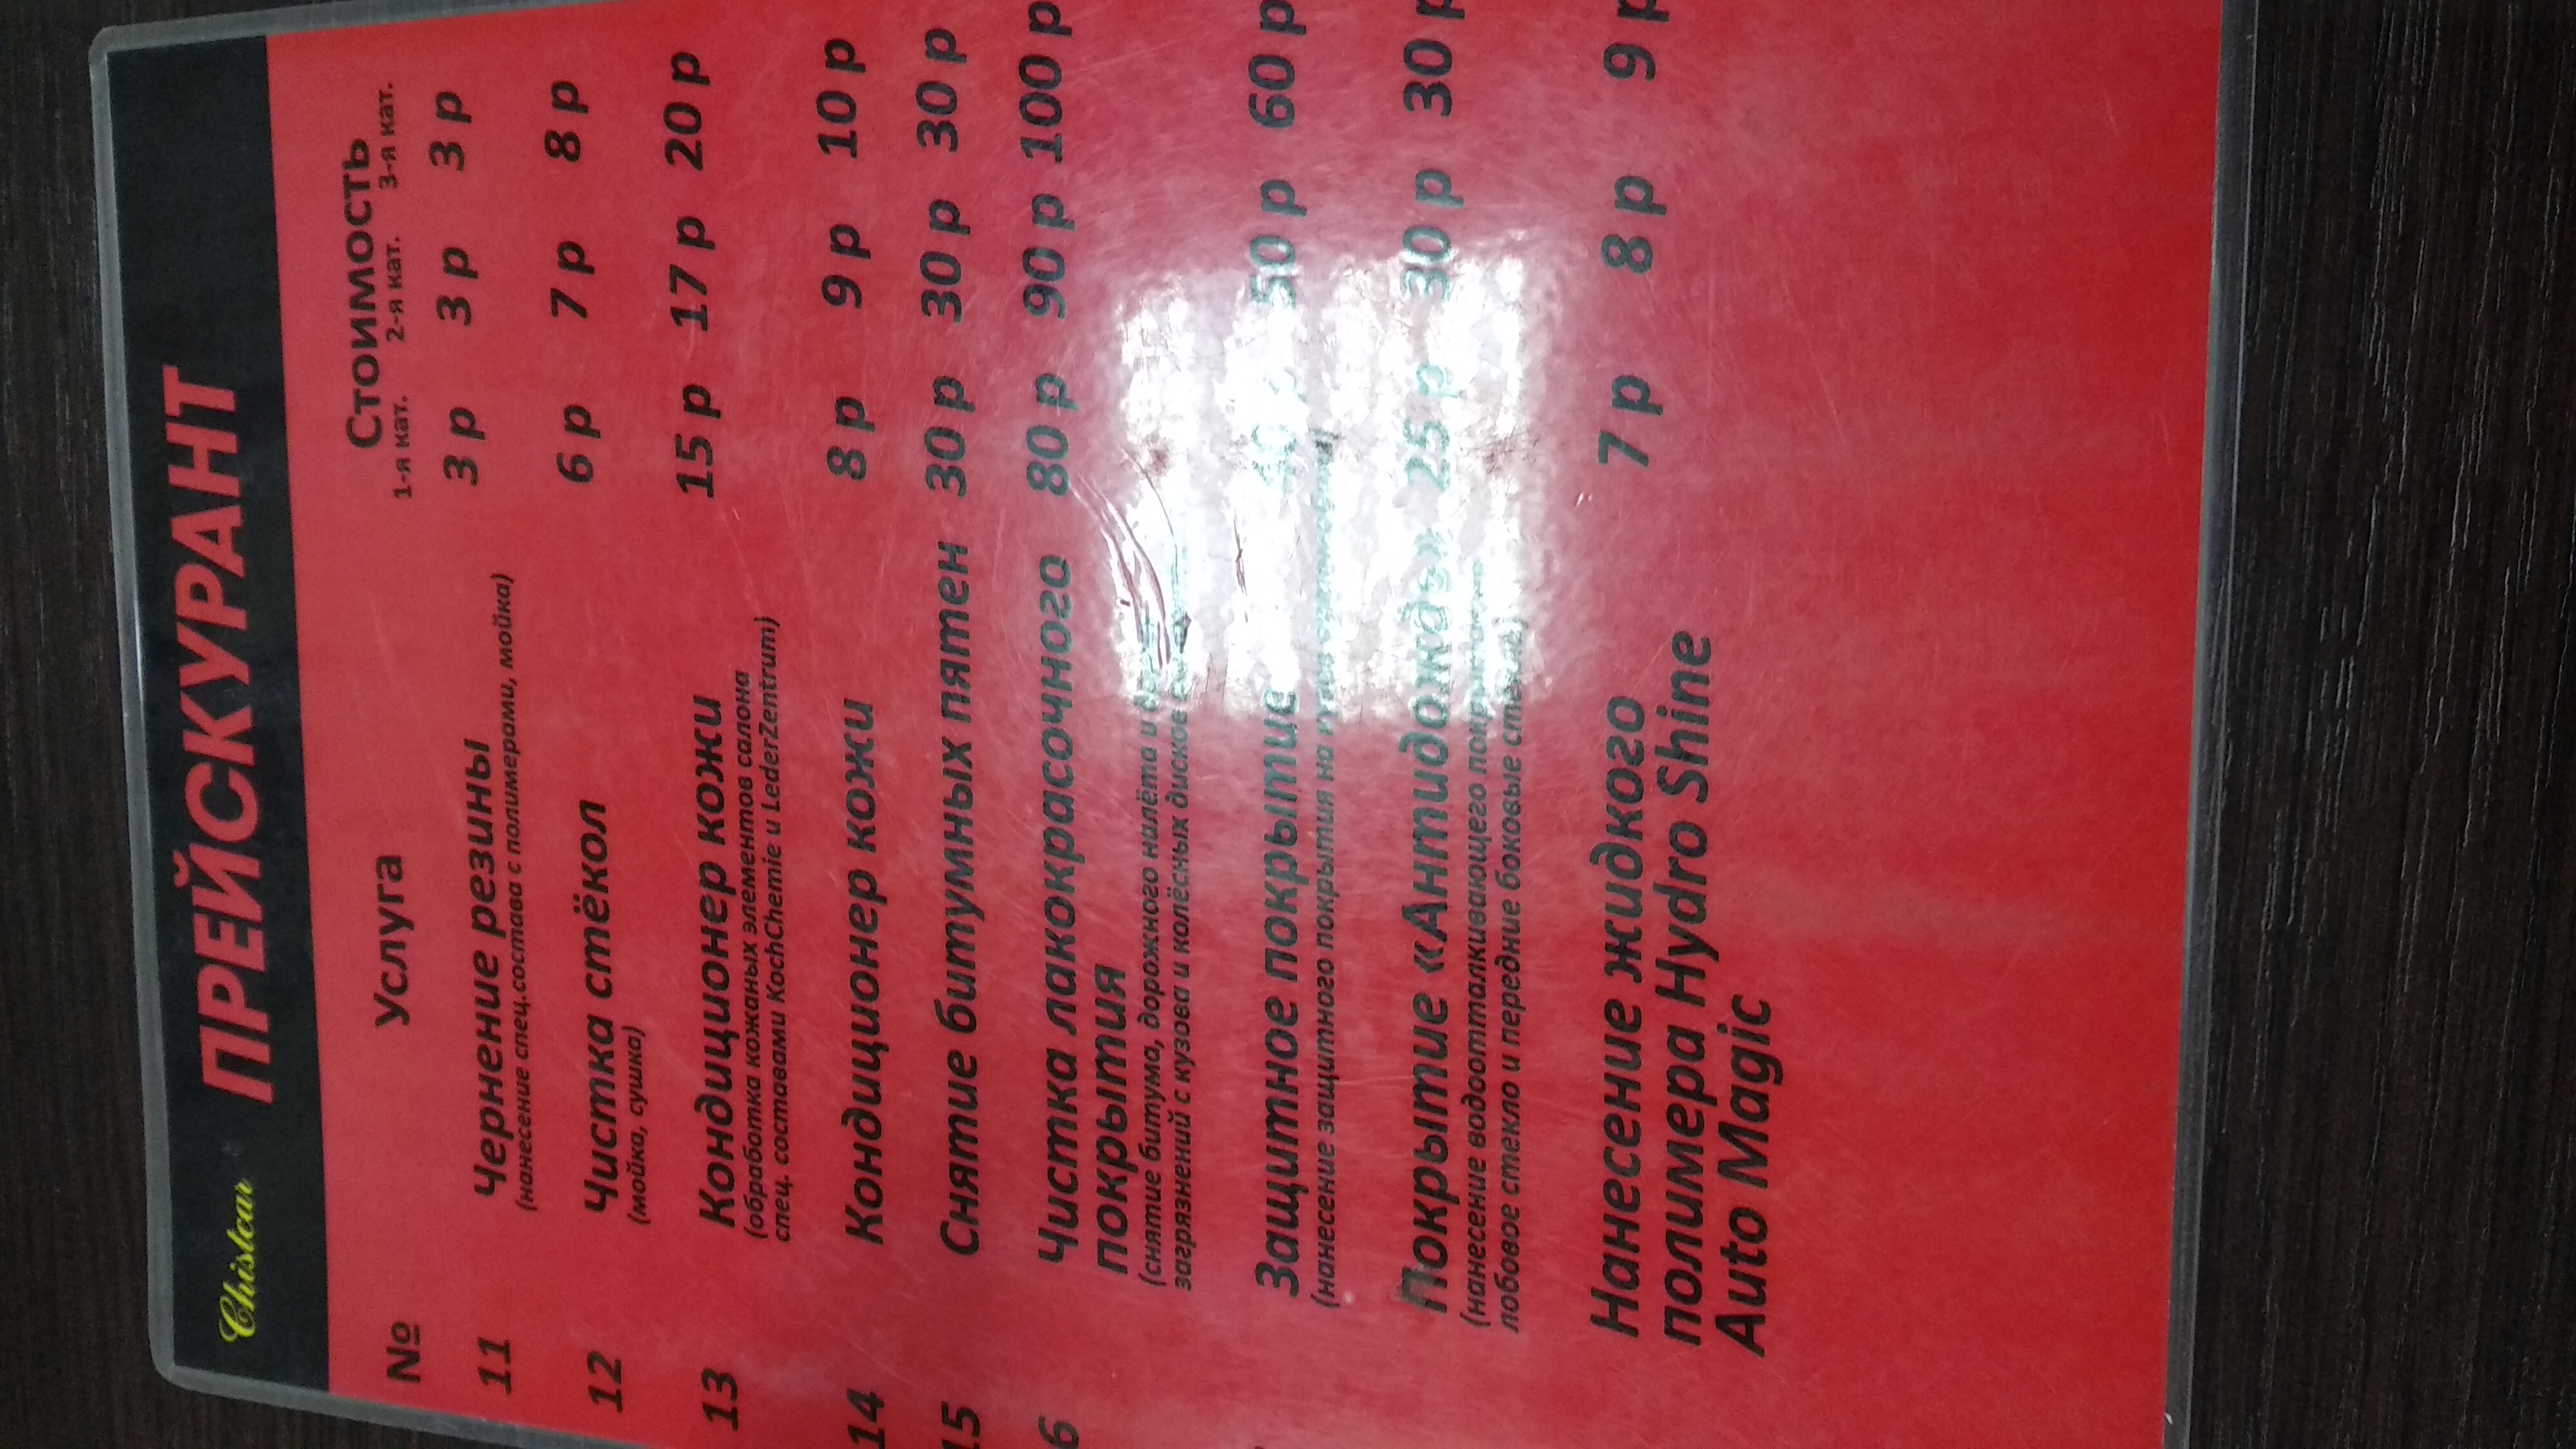 Chistcar ПРЕЙСКУРАНТ
№ Услуга Стоимость
1-я кат. 2-я кат. 3-я кат.
11 Чернение резины 3 р 3 р 3 р
(нанесение спец.состава с полимерами, мойка)
12 Чистка стёкол 6 р 7 р 8 р
(мойка, сушка)
13 Кондиционер кожи 15 р 17 р 20 р
(обработка кожаных элементов салона
спец. составами KochChemie и LederZentrum)
14 Кондиционер кожи 8 р 9 р 10 р
15 Снятие битумных пятен 30 р 30 р 30 р
6 Чистка лакокрасочного 80 р 90 р 100 р
покрытия
(снятие битума, дорожного налёта и
загрязнений с кузова и колёсных дисков
Защитное покрытие 40 50 р 60 р
(нанесение защитного покрытия на
Покрытие «Антидождь» 25 р 30 р 30 р
(нанесение водоотталкивающего покрытия
лобовое стекло и передние боковые стёкла)
Нанесение жидкого 7 р 8 р 9 р
полимера Hydro Shine
Auto Magic